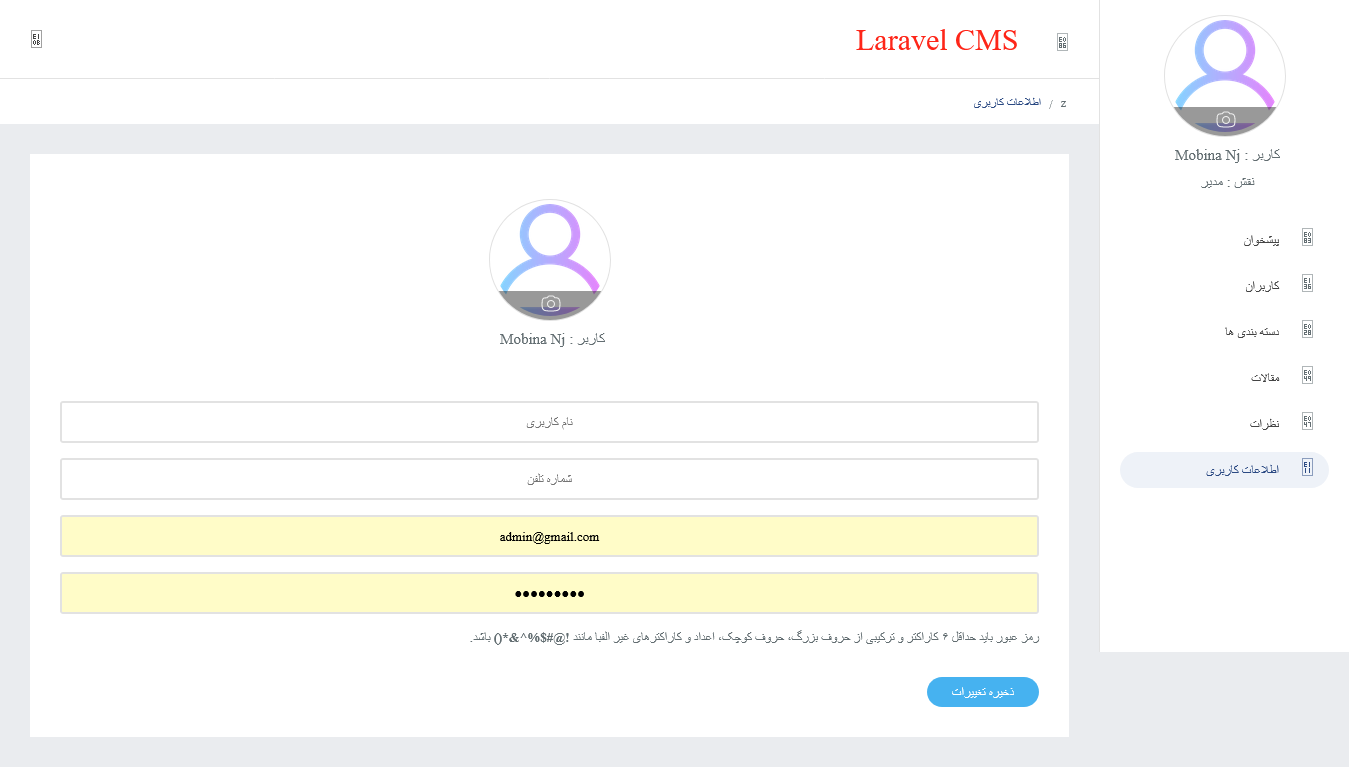 Laravel CMS
z / اطلاعات کاربری
کاربر : Mobina Nj
نقش : مدیر
پیشخوان
کاربران
دسته بندی ها
مقالات
نظرات
اطلاعات کاربری
کاربر : Mobina Nj
نام کاربری
شماره تلفن
admin@gmail.com
•••••••••
رمز عبور باید حداقل ۶ کاراکتر و ترکیبی از حروف بزرگ، حروف کوچک، اعداد و کاراکترهای غیر الفبا مانند !@#$%^&*() باشد.
ذخیره تغییرات